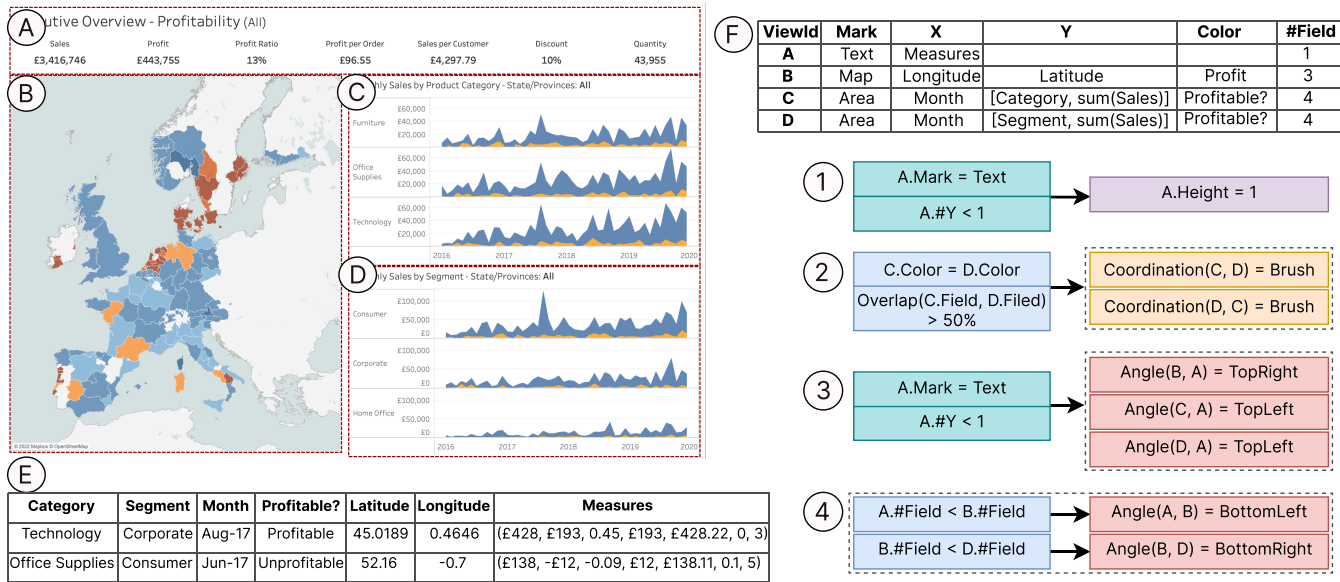 A
utive Overview - Profitability (All)
Sales Profit Profit Ratio Profit per Order Sales per Customer Discount Quantity
£3,416,746 £443,755 13% £96.55 £4,297.79 10% 43,955
B
© 2022 Mapbox © OpenStreetMap
C
hly Sales by Product Category - State/Provinces: All
Furniture
£60,000
£40,000
£20,000
Office
Supplies
£60,000
£40,000
£20,000
Technology
£60,000
£40,000
£20,000
2016 2017 2018 2019 2020
D
hly Sales by Segment - State/Provinces: All
Consumer
£100,000
£50,000
£0
Corporate
£100,000
£50,000
£0
Home Office
£100,000
£50,000
£0
2016 2017 2018 2019 2020
E
Category Segment Month Profitable? Latitude Longitude Measures
Technology Corporate Aug-17 Profitable 45.0189 0.4646 (£428, £193, 0.45, £193, £428.22, 0, 3)
Office Supplies Consumer Jun-17 Unprofitable 52.16 -0.7 (£138, -£12, -0.09, £12, £138.11, 0.1, 5)
F
ViewId Mark X Y Color #Field
A Text Measures 1
B Map Longitude Latitude Profit 3
C Area Month [Category, sum(Sales)] Profitable? 4
D Area Month [Segment, sum(Sales)] Profitable? 4
1
A.Mark = Text
A.#Y < 1
A.Height = 1
2
C.Color = D.Color
Overlap(C.Field, D.Filed)
> 50%
Coordination(C, D) = Brush
Coordination(D, C) = Brush
3
A.Mark = Text
A.#Y < 1
Angle(B, A) = TopRight
Angle(C, A) = TopLeft
Angle(D, A) = TopLeft
4
A.#Field < B.#Field
Angle(A, B) = BottomLeft
B.#Field < D.#Field
Angle(B, D) = BottomRight